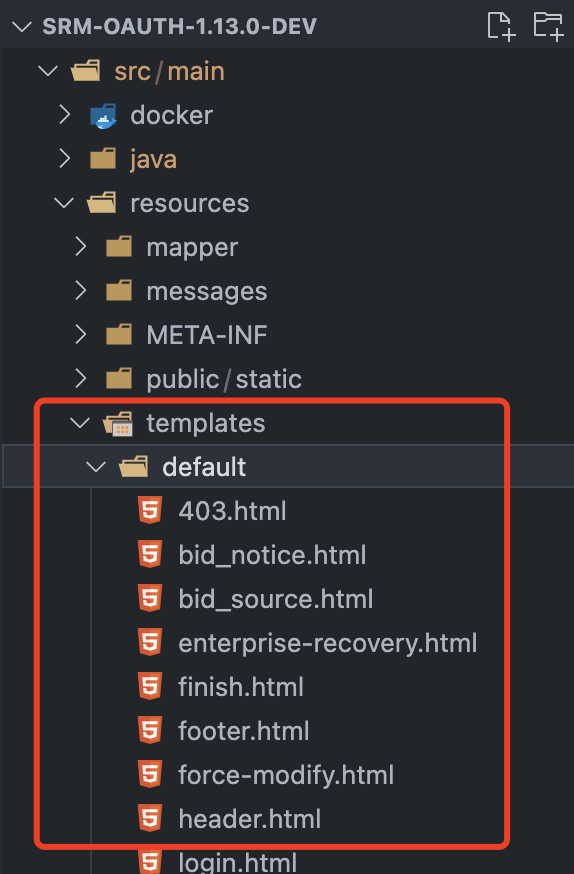 SRM-OAUTH-1.13.0-DEV
src/main
docker
java
resources
mapper
messages
META-INF
public/static
templates
default
403.html
bid_notice.html
bid_source.html
enterprise-recovery.html
finish.html
footer.html
force-modify.html
header.html
login.html